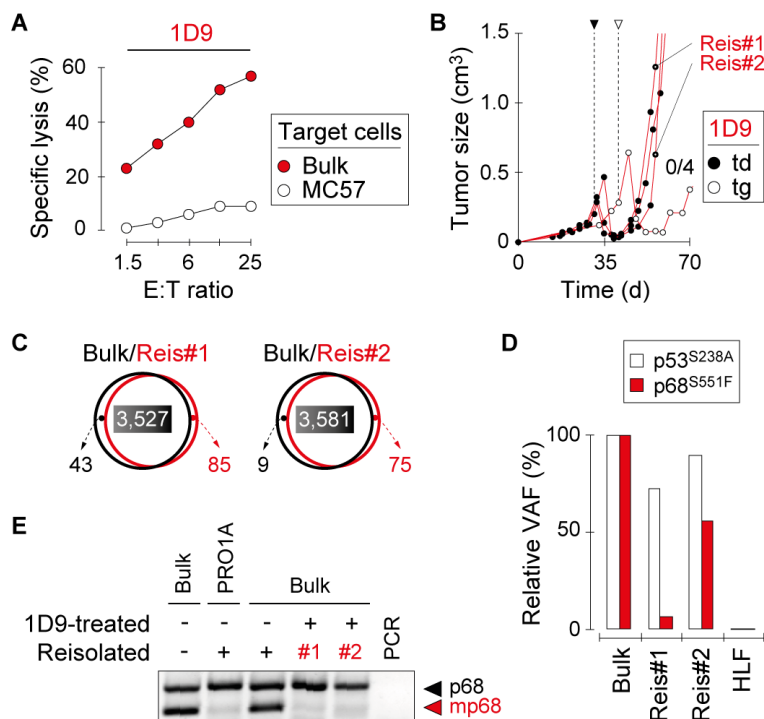 A
1D9
Specific lysis (%)
60
40
20
0
1.5
6
25
E:T ratio
Target cells
Bulk
MC57
B
Tumor size (cm³)
1.5
1.0
0.5
0
0
35
70
Time (d)
Reis#1
Reis#2
0/4
1D9
td
tg
C
Bulk/Reis#1
3,527
43
85
Bulk/Reis#2
3,581
9
75
D
p53S238A
p68S551F
Relative VAF (%)
100
50
0
Bulk
Reis#1
Reis#2
HLF
E
Bulk
PRO1A
Bulk
PCR
1D9-treated - - - + +
Reisolated - + + #1 #2
p68
mp68